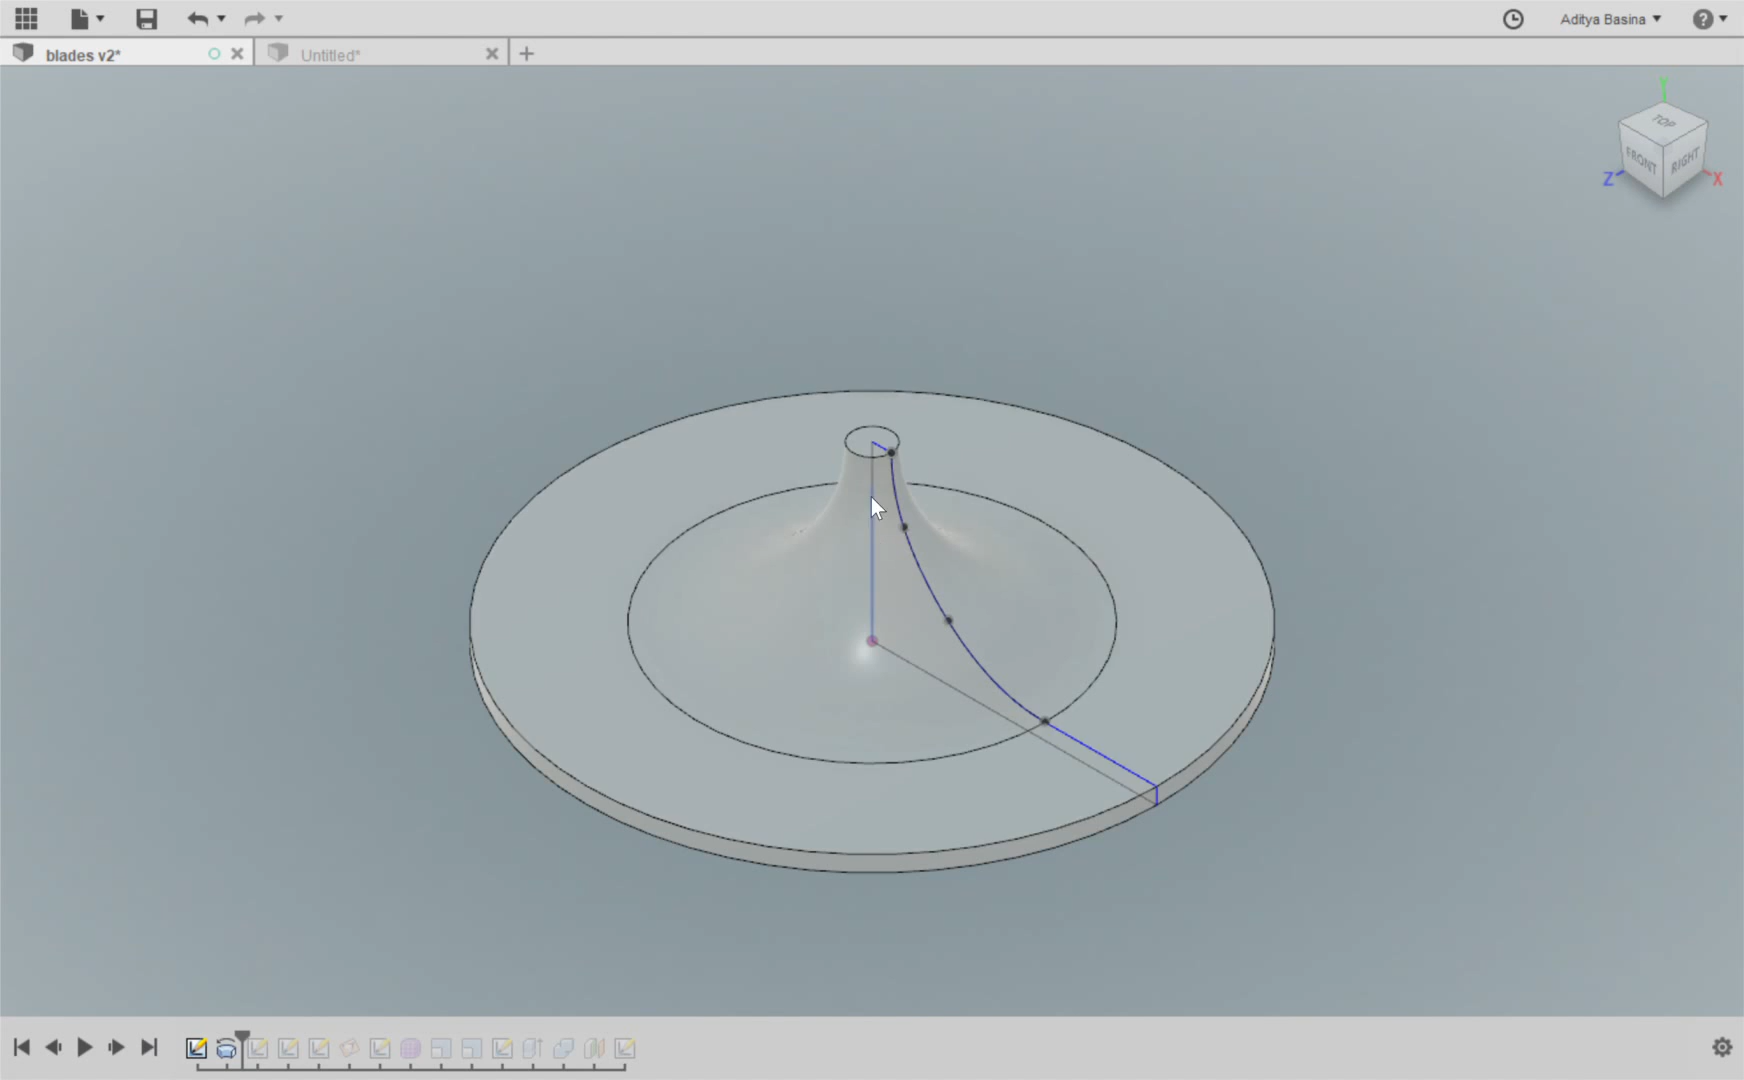 Aditya Basina
?
blades v2*
Untitled*
Y
TOP
FRONT
RIGHT
Z
X